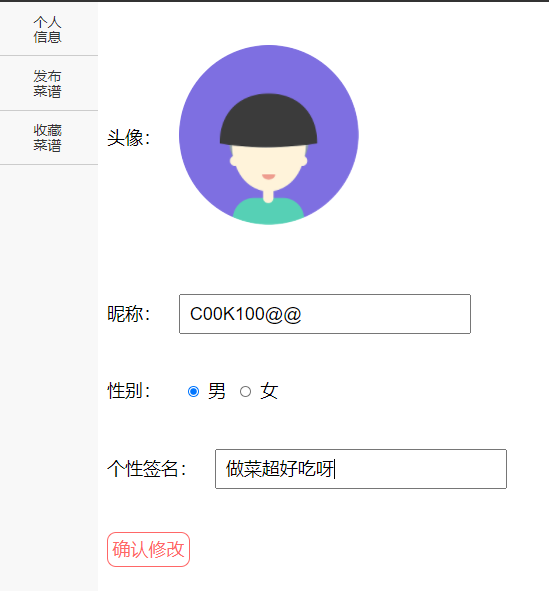 个人
信息
发布
菜谱
收藏
菜谱
头像：
昵称： C00K100@@
性别： 男 女
个性签名： 做菜超好吃呀
确认修改